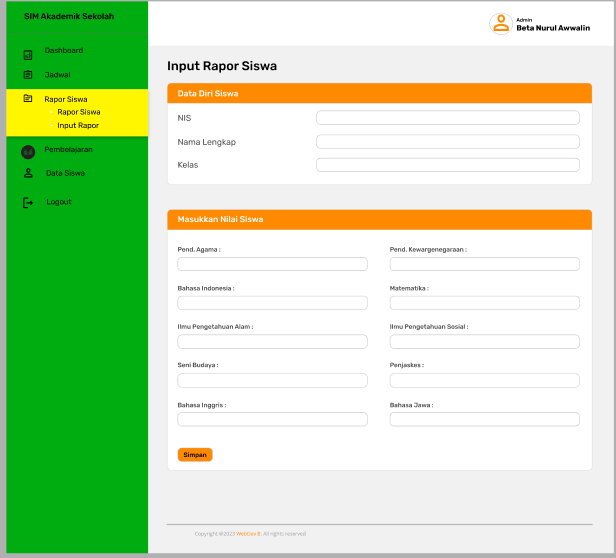 SIM Akademik Sekolah
Admin
Beta Nurul Awwalin
Dashboard
Jadwal
Rapor Siswa
Rapor Siswa
Input Rapor
Pembelajaran
Data Siswa
Logout
Input Rapor Siswa
Data Diri Siswa
NIS
Nama Lengkap
Kelas
Masukkan Nilai Siswa
Pend. Agama :
Pend. Kewargenegaraan :
Bahasa Indonesia :
Matematika :
Ilmu Pengetahuan Alam :
Ilmu Pengetahuan Sosial :
Seni Budaya :
Penjaskes :
Bahasa Inggris :
Bahasa Jawa :
Simpan
Copyright ©2023 WebDev B. All rights reserved